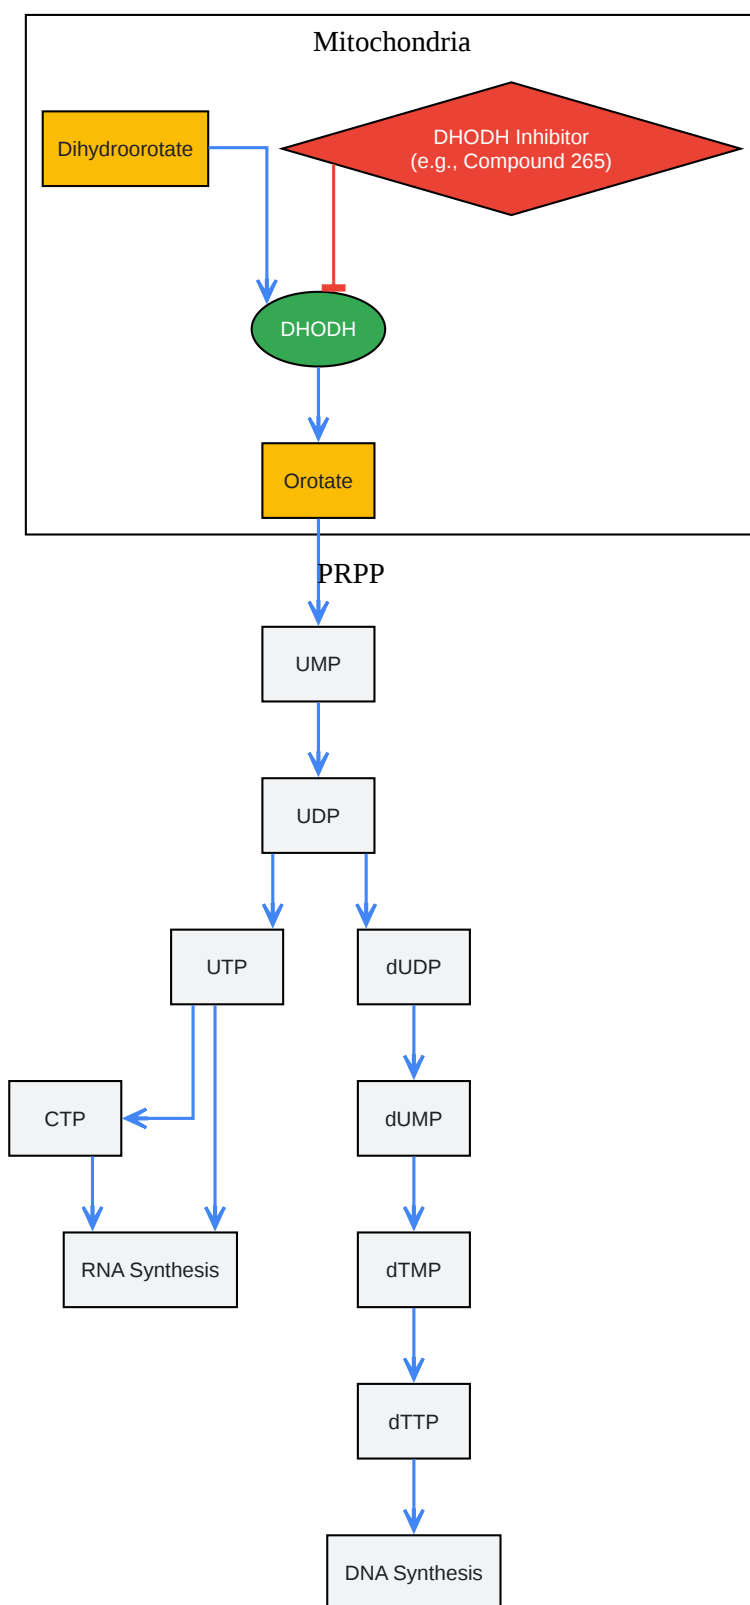 Mitochondria
Dihydroorotate
DHODH Inhibitor
(e.g., Compound 265)
DHODH
Orotate
PRPP
UMP
UDP
UTP
dUDP
CTP
dUMP
RNA Synthesis
dTMP
dTTP
DNA Synthesis